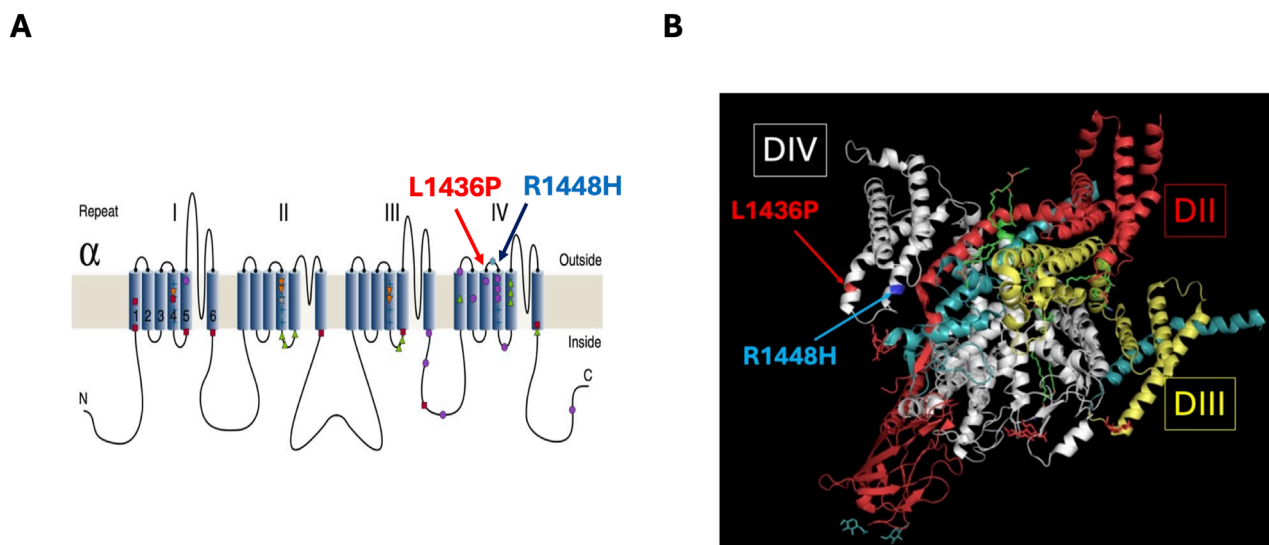 A
B
L1436P
R1448H
Repeat
I
II
III
IV
α
Outside
1
2
3
4
5
6
Inside
N
C
DIV
L1436P
DII
R1448H
DIII